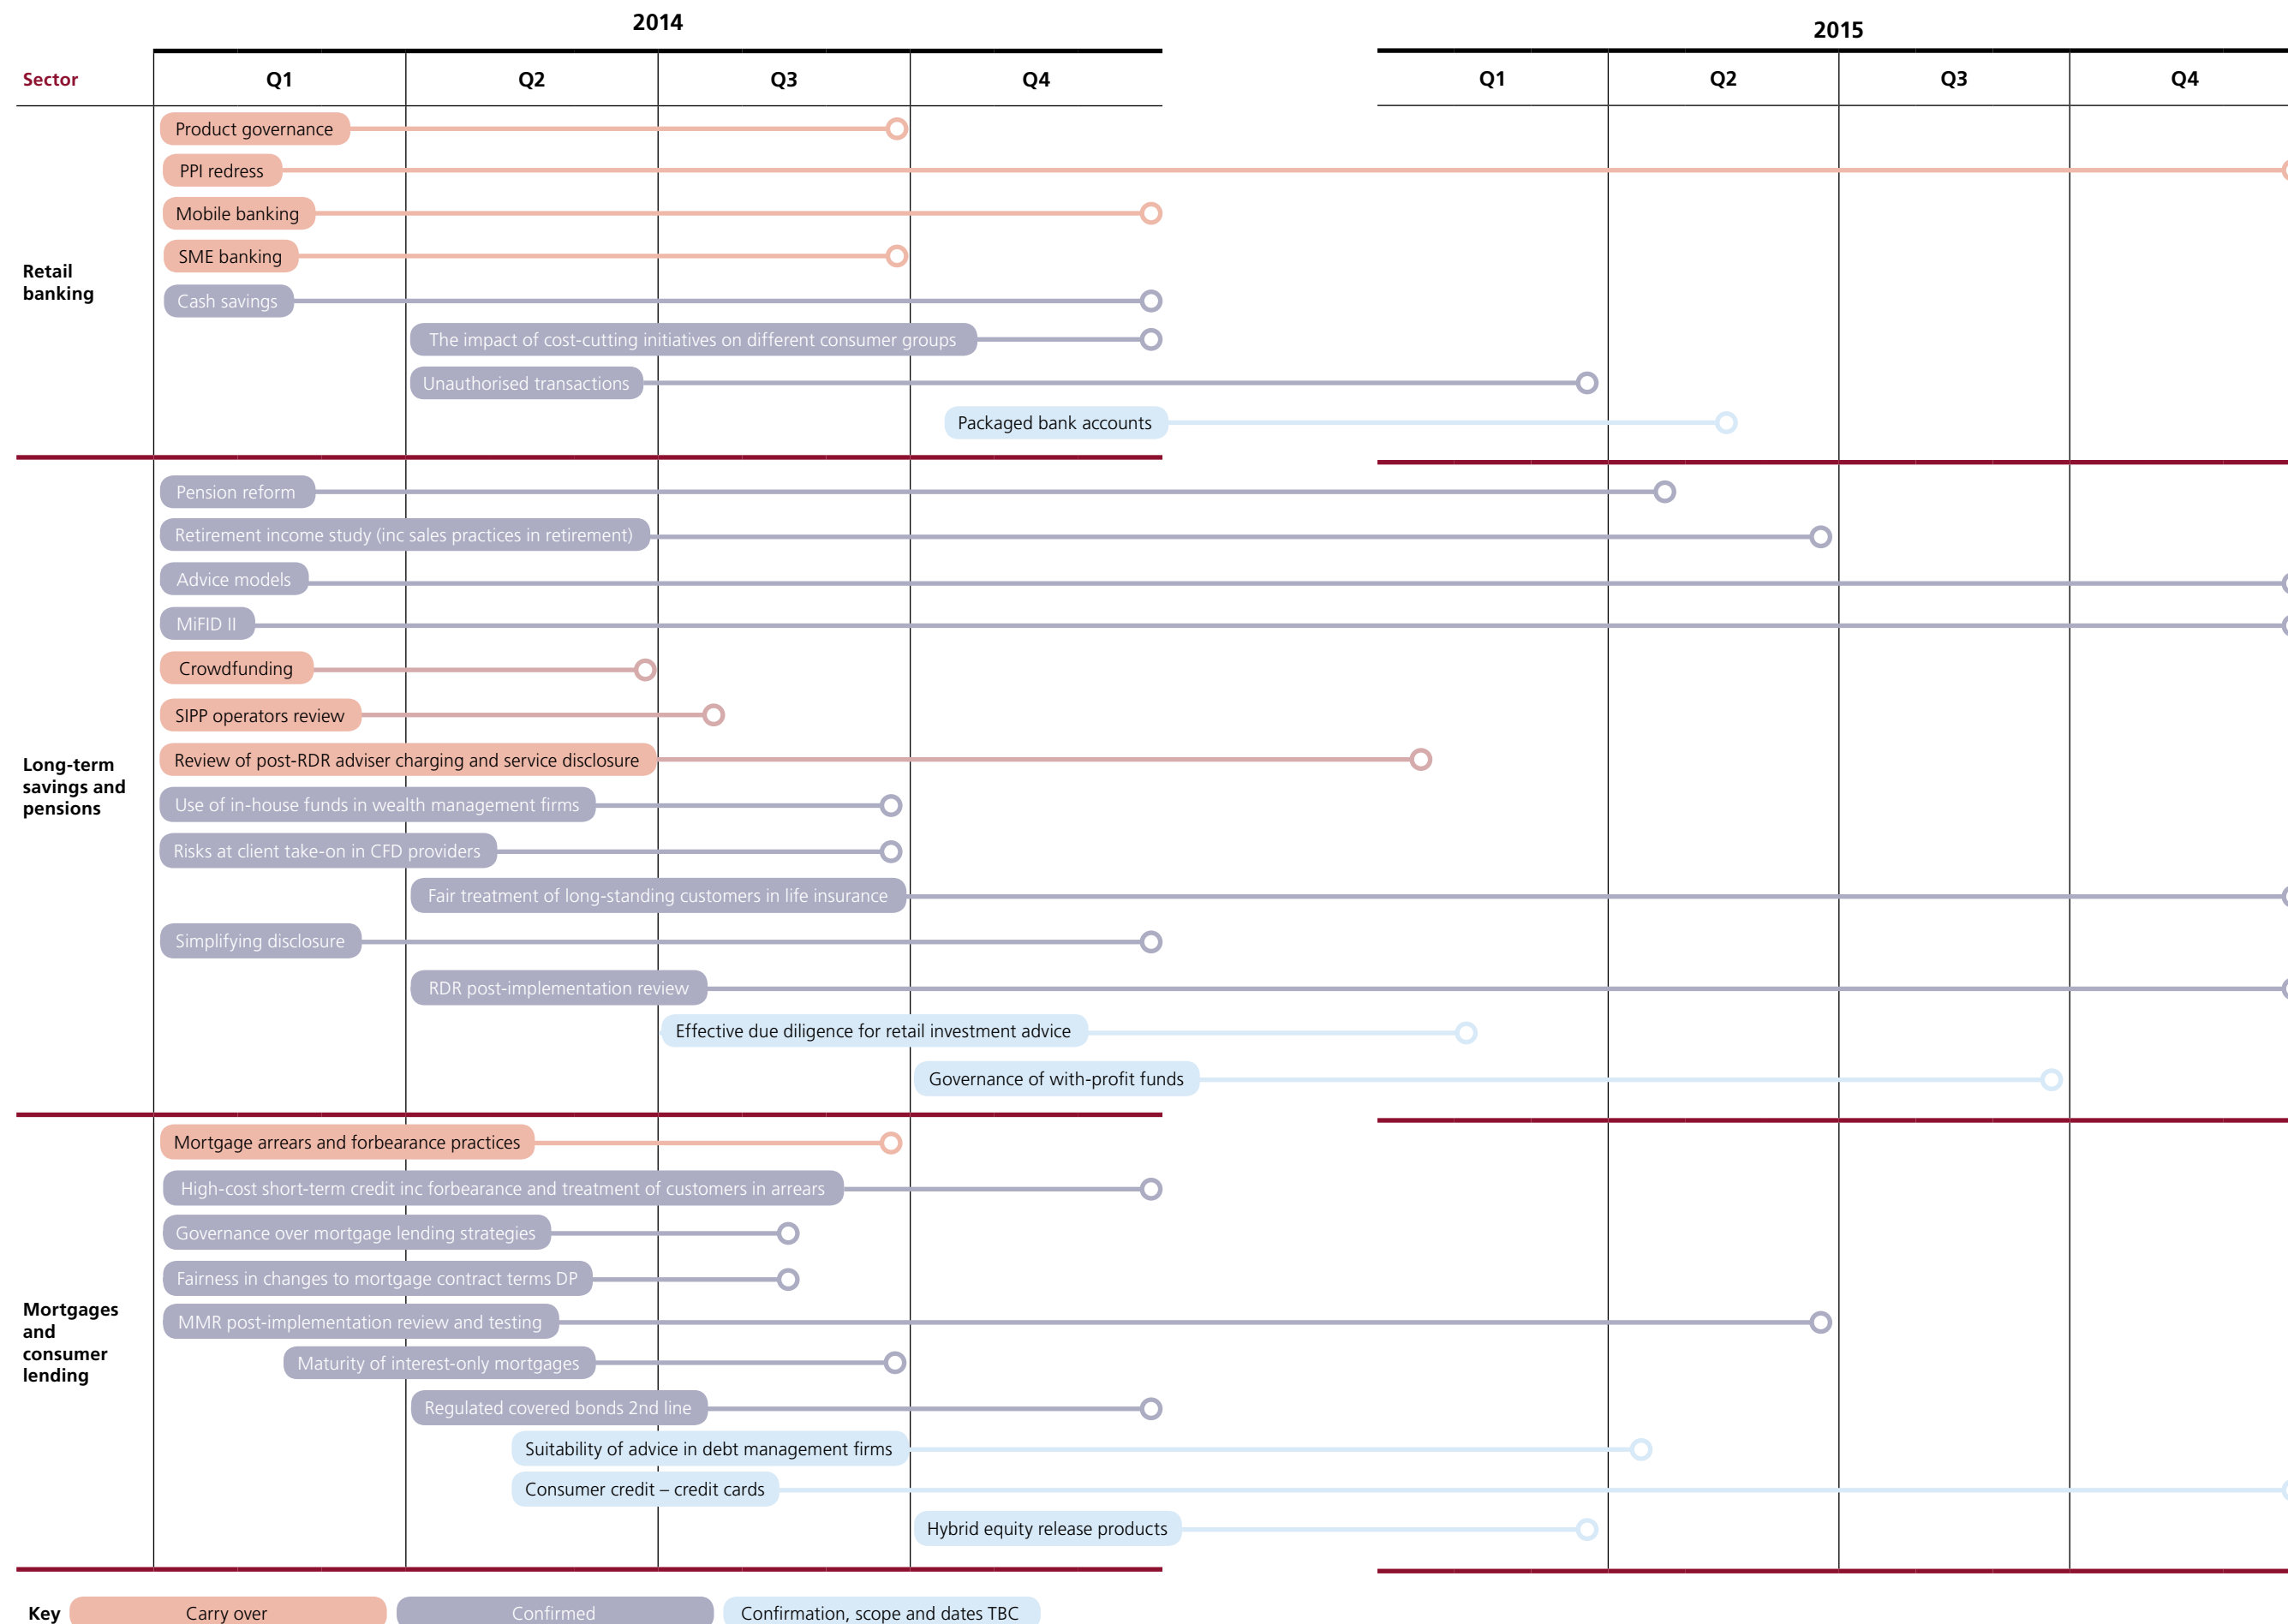 2014
2015
Sector
Q1
Q2
Q3
Q4
Q1
Q2
Q3
Q4
Retail
banking
Product governance
PPI redress
Mobile banking
SME banking
Cash savings
The impact of cost-cutting initiatives on different consumer groups
Unauthorised transactions
Packaged bank accounts
Long-term
savings and
pensions
Pension reform
Retirement income study (inc sales practices in retirement)
Advice models
MiFID II
Crowdfunding
SIPP operators review
Review of post-RDR adviser charging and service disclosure
Use of in-house funds in wealth management firms
Risks at client take-on in CFD providers
Fair treatment of long-standing customers in life insurance
Simplifying disclosure
RDR post-implementation review
Effective due diligence for retail investment advice
Governance of with-profit funds
Mortgages
and
consumer
lending
Mortgage arrears and forbearance practices
High-cost short-term credit inc forbearance and treatment of customers in arrears
Governance over mortgage lending strategies
Fairness in changes to mortgage contract terms DP
MMR post-implementation review and testing
Maturity of interest-only mortgages
Regulated covered bonds 2nd line
Suitability of advice in debt management firms
Consumer credit – credit cards
Hybrid equity release products
Key
Carry over
Confirmed
Confirmation, scope and dates TBC